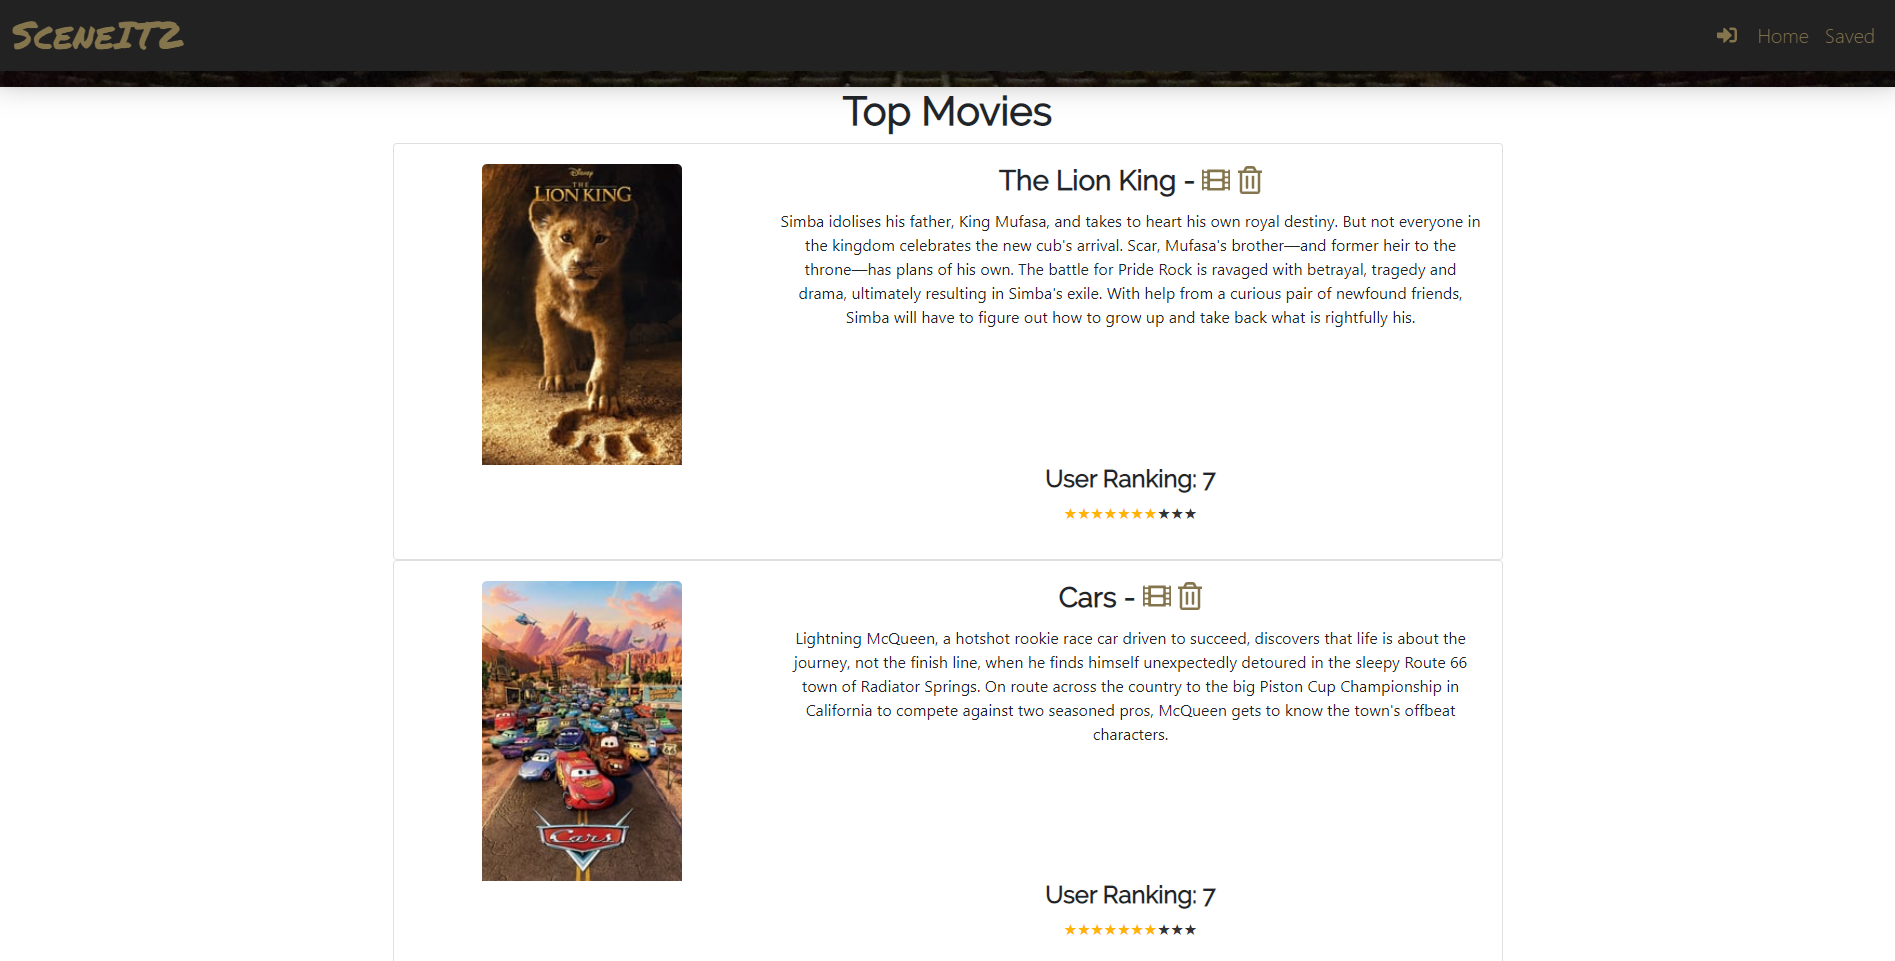 SceneIT2
Home Saved
Top Movies
Disney
THE
LION KING
The Lion King -
Simba idolises his father, King Mufasa, and takes to heart his own royal destiny. But not everyone in
the kingdom celebrates the new cub's arrival. Scar, Mufasa's brother—and former heir to the
throne—has plans of his own. The battle for Pride Rock is ravaged with betrayal, tragedy and
drama, ultimately resulting in Simba's exile. With help from a curious pair of newfound friends,
Simba will have to figure out how to grow up and take back what is rightfully his.
User Ranking: 7
Cars
Cars -
Lightning McQueen, a hotshot rookie race car driven to succeed, discovers that life is about the
journey, not the finish line, when he finds himself unexpectedly detoured in the sleepy Route 66
town of Radiator Springs. On route across the country to the big Piston Cup Championship in
California to compete against two seasoned pros, McQueen gets to know the town's offbeat
characters.
User Ranking: 7